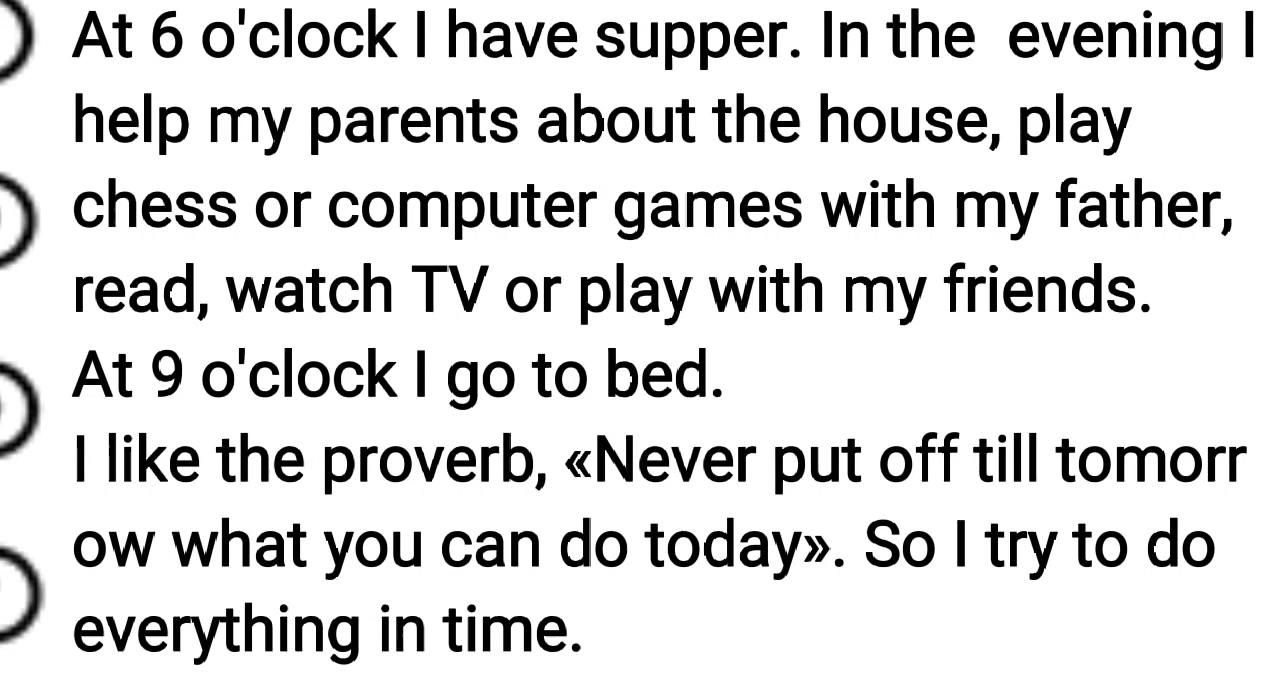 At 6 o'clock I have supper. In the  evening I
help my parents about the house, play
chess or computer games with my father,
read, watch TV or play with my friends.
At 9 o'clock I go to bed.
I like the proverb, «Never put off till tomorr
ow what you can do today». So I try to do
everything in time.